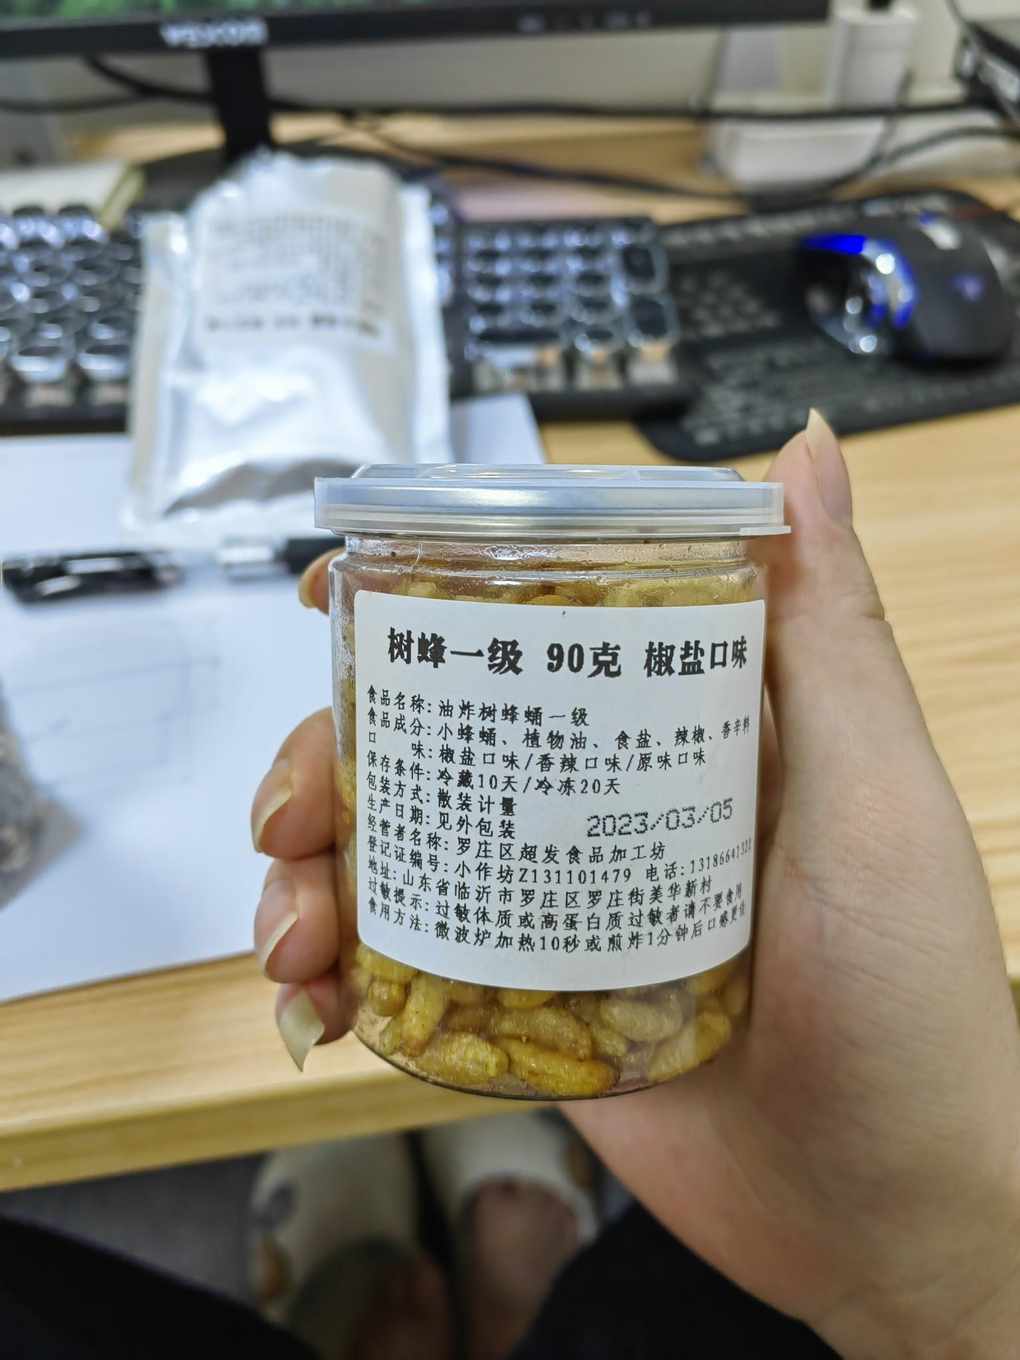 树蜂一级 90克 椒盐口味
食品名称:油炸树蜂蛹一级
食品成分:小蜂蛹、植物油、食盐、辣椒、香辛料
口 味:椒盐口味/香辣口味/原味口味
保存条件:冷藏10天/冷冻20天
包装方式:散装计量
生产日期:见外包装
2023/03/05
经营者名称:罗庄区超发食品加工坊
登记证编号:小作坊Z131101479 电话:13186641322
地址:山东省临沂市罗庄区罗庄街美华新村
过敏提示:过敏体质或高蛋白质过敏者请不要食用
食用方法:微波炉加热10秒或煎炸1分钟后口感更佳